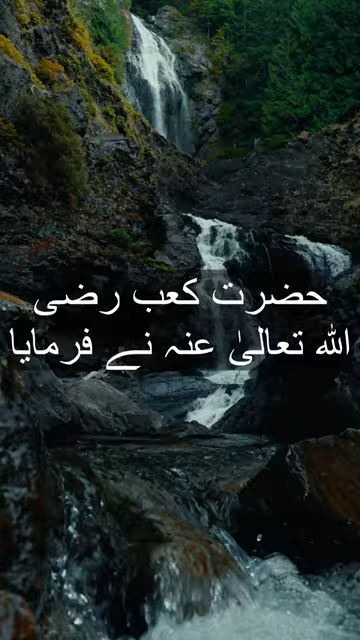 حضرت کعب رضی
اللہ تعالیٰ عنہ نے فرمایا